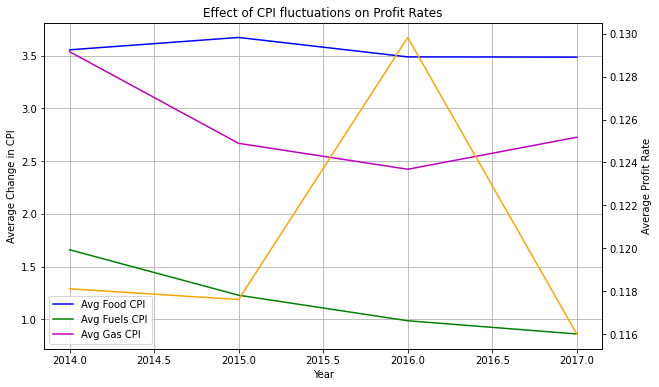 Effect of CPI fluctuations on Profit Rates
3.5
3.0
2.5
2.0
1.5
1.0
Average Change in CPI
0.130
0.128
0.126
0.124
0.122
0.120
0.118
0.116
Average Profit Rate
Avg Food CPI
Avg Fuels CPI
Avg Gas CPI
2014.0 2014.5 2015.0 2015.5 2016.0 2016.5 2017.0
Year